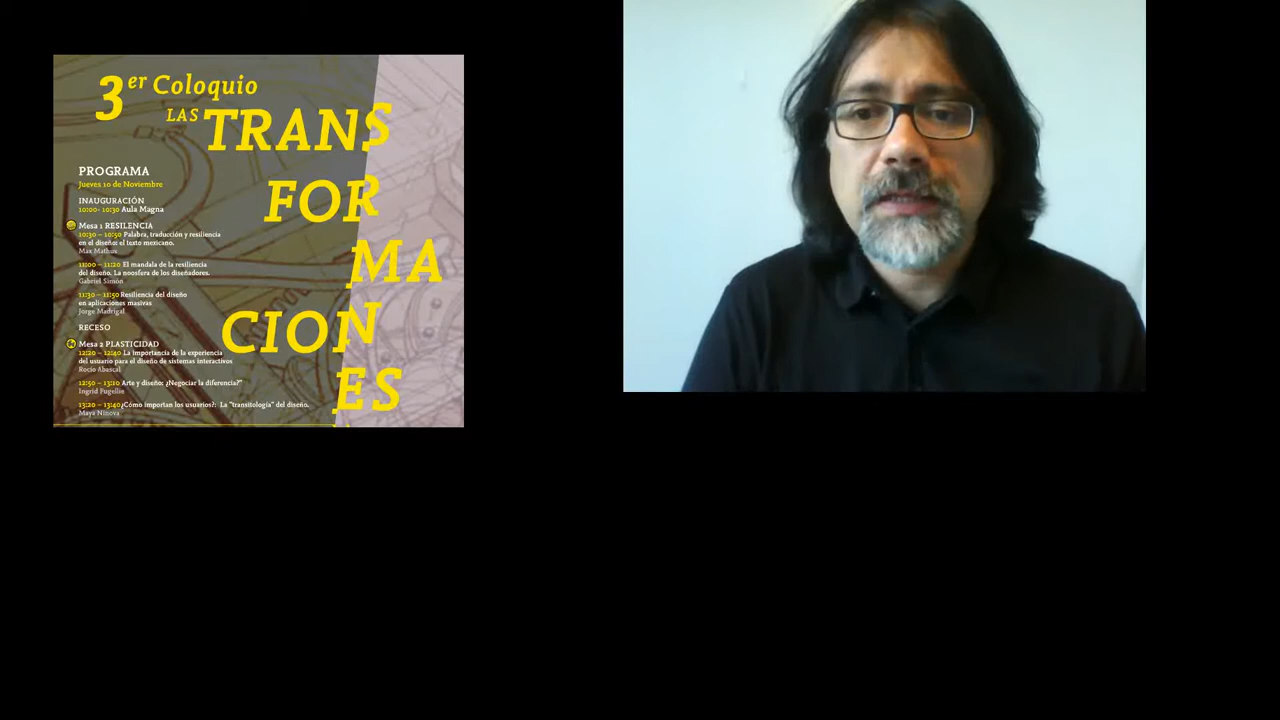 3er Coloquio
LAS TRANS
FOR
MA
CION
ES
PROGRAMA
Jueves 10 de Noviembre
INAUGURACIÓN
10:00- 10:30 Aula Magna
Mesa 1 RESILENCIA
10:30 – 10:50 Palabra, traducción y resiliencia
en el diseño: el texto mexicano.
Max Mathus
11:00 – 11:20 El mandala de la resiliencia
del diseño. La noosfera de los diseñadores.
Gabriel Simón
11:30 – 11:50 Resiliencia del diseño
en aplicaciones masivas
Jorge Madrigal
RECESO
Mesa 2 PLASTICIDAD
12:20 – 12:40 La importancia de la experiencia
del usuario para el diseño de sistemas interactivos
Rocío Abascal
12:50 – 13:10 Arte y diseño: ¿Negociar la diferencia?"
Ingrid Fugellie
13:20 – 13:40 ¿Cómo importan los usuarios?: La "transitología" del diseño.
Maya Ninova